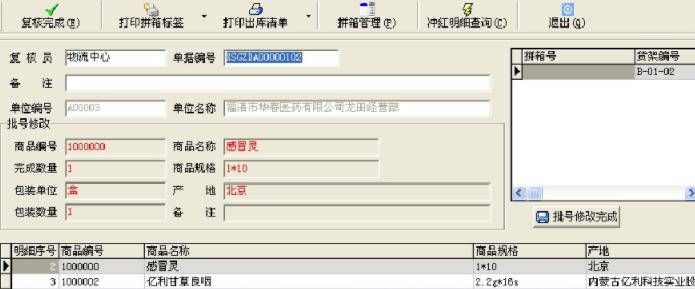 复核完成(E) 打印拼箱标签 打印出库清单 拼箱管理(P) 冲红明细查询(C) 退出(Q)
复 核 员 物流中心 单据编号 XSGZDA00000102
备 注
单位编号 A00003 单位名称 福清市华春医药有限公司龙田经营部
批号修改
商品编号 1000000 商品名称 感冒灵
完成数量 1 商品规格 1*10
包装单位 盒 产 地 北京
包装数量 1 备 注
拼箱号 货架编号
B-01-02
批号修改完成
明细序号 商品编号 商品名称 商品规格 产地
2 1000000 感冒灵 1*10 北京
3 1000002 亿利甘草良咽 2.2g*16s 内蒙古亿利科技实业股